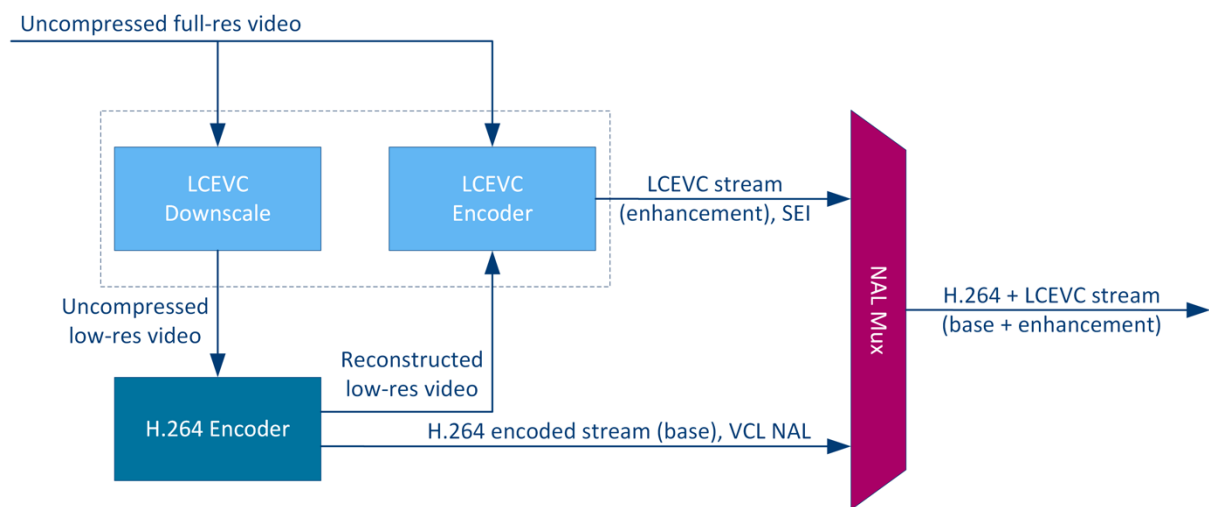 Uncompressed full-res video
LCEVC
Downscale
LCEVC
Encoder
LCEVC stream
(enhancement), SEI
Uncompressed
low-res video
Reconstructed
low-res video
H.264 Encoder
H.264 encoded stream (base), VCL NAL
NAL Mux
H.264 + LCEVC stream
(base + enhancement)